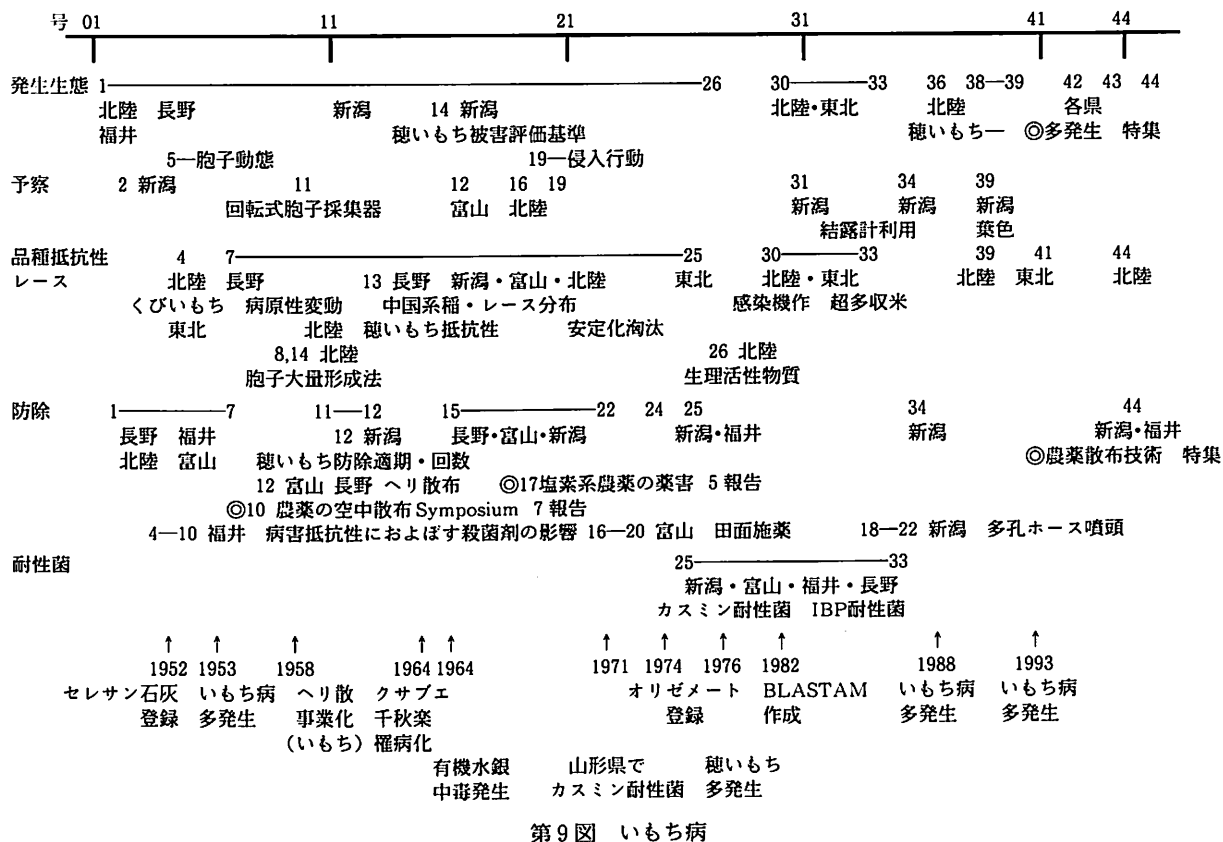 号 01 11 21 31 41 44
発生生態 1 26 30 33 36 38 39 42 43 44
北陸 長野 新潟 14 新潟 北陸・東北 北陸 各県
福井 穂いもち被害評価基準 穂いもち― ◎多発生 特集
5―胞子動態 19―侵入行動
予察 2 新潟 11 12 16 19 31 34 39
回転式胞子採集器 富山 北陸 新潟 新潟 新潟
結露計利用 葉色
品種抵抗性 4 7 25 30 33 39 41 44
レース 北陸 長野 13 長野 新潟・富山・北陸 東北 北陸・東北 北陸 東北 北陸
くびいもち 病原性変動 中国系稲・レース分布 感染機作 超多収米
東北 北陸 穂いもち抵抗性 安定化淘汰
8,14 北陸 26 北陸
胞子大量形成法 生理活性物質
防除 1 7 11 12 15 22 24 25 34 44
長野 福井 12 新潟 長野・富山・新潟 新潟・福井 新潟 新潟・福井
北陸 富山 穂いもち防除適期・回数 ◎農薬散布技術 特集
12 富山 長野 ヘリ散布 ◎17塩素系農薬の薬害 5報告
◎10 農薬の空中散布Symposium 7報告
4―10 福井 病害抵抗性におよぼす殺菌剤の影響 16―20 富山 田面施薬 18―22 新潟 多孔ホース噴頭
耐性菌 25 33
新潟・富山・福井・長野
カスミン耐性菌 IBP耐性菌
↑ ↑ ↑ ↑ ↑ ↑ ↑ ↑ ↑ ↑ ↑
1952 1953 1958 1964 1964 1971 1974 1976 1982 1988 1993
セレサン石灰 いもち病 ヘリ散 クサブエ オリゼメート BLASTAM いもち病 いもち病
登録 多発生 事業化 千秋楽 登録 作成 多発生 多発生
(いもち) 罹病化
有機水銀 山形県で 穂いもち
中毒発生 カスミン耐性菌 多発生
第9図 いもち病